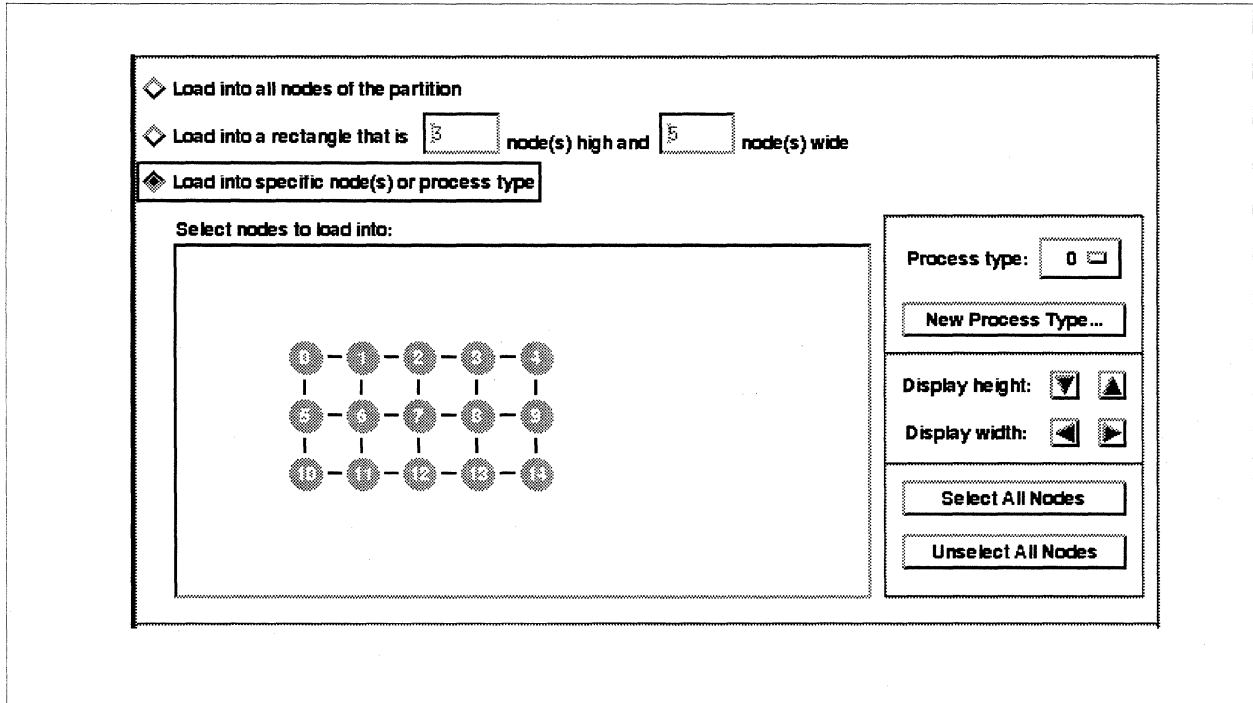 Load into all nodes of the partition
Load into a rectangle that is 3 node(s) high and 5 node(s) wide
Load into specific node(s) or process type
Select nodes to load into:
0 1 2 3 4
5 6 7 8 9
10 11 12 13 14
Process type: 0
New Process Type...
Display height:
Display width:
Select All Nodes
Unselect All Nodes